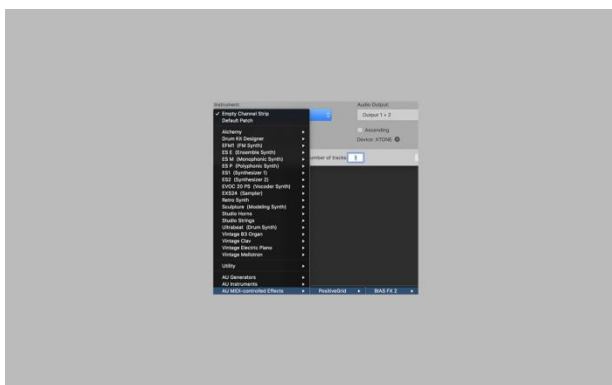 Instrument:
Audio Output:
✓ Empty Channel Strip
Output 1 + 2
Default Patch
Ascending
Alchemy
Device: XTONE
Drum Kit Designer
EFM1 (FM Synth)
ES E (Ensemble Synth)
ES M (Monophonic Synth)
umber of tracks:
ES P (Polyphonic Synth)
ES1 (Synthesizer 1)
ES2 (Synthesizer 2)
EVOC 20 PS (Vocoder Synth)
EXS24 (Sampler)
Retro Synth
Sculpture (Modeling Synth)
Studio Horns
Studio Strings
Ultrabeat (Drum Synth)
Vintage B3 Organ
Vintage Clav
Vintage Electric Piano
Vintage Mellotron
Utility
AU Generators
AU Instruments
AU MIDI-controlled Effects
PositiveGrid
BIAS FX 2